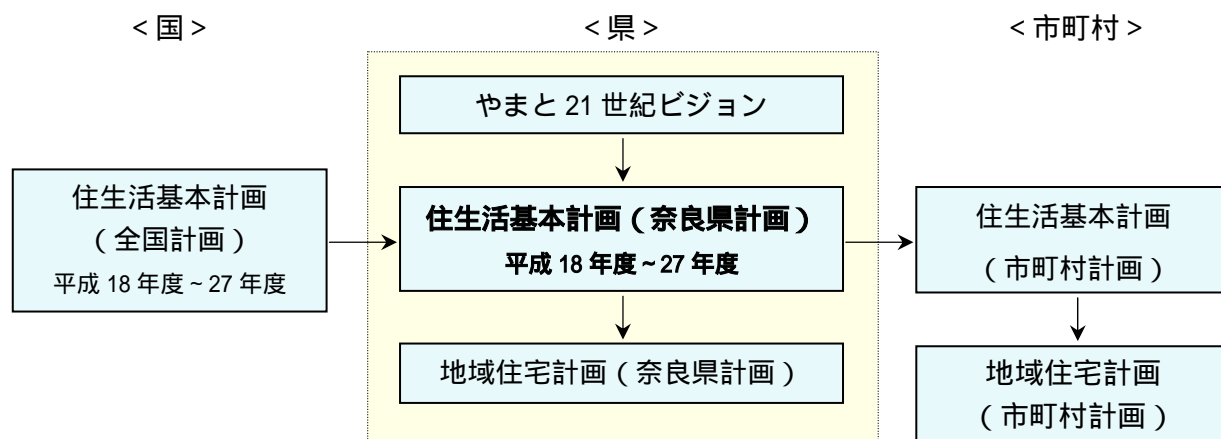 ＜国＞
＜県＞
＜市町村＞
やまと 21 世紀ビジョン
住生活基本計画
（全国計画）
平成 18 年度～27 年度
住生活基本計画（奈良県計画）
平成 18 年度～27 年度
地域住宅計画（奈良県計画）
住生活基本計画
（市町村計画）
地域住宅計画
（市町村計画）